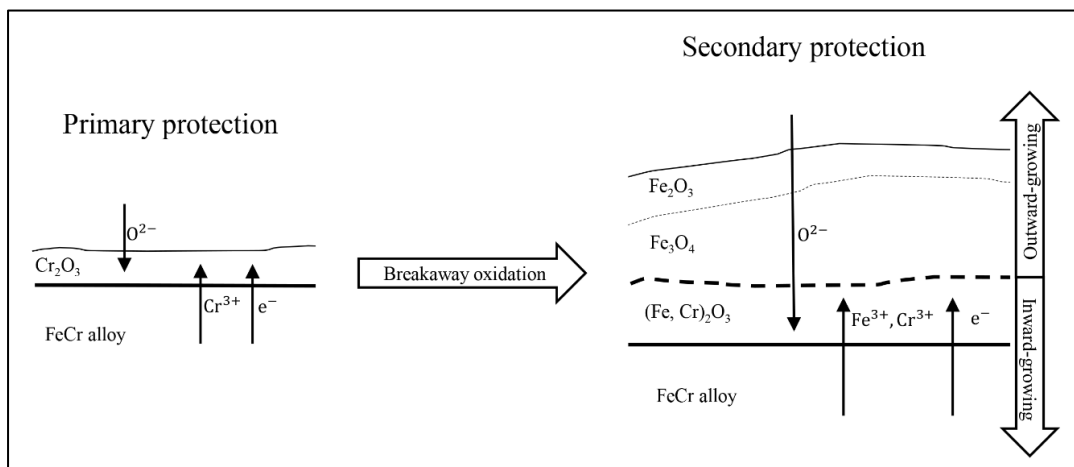 Primary protection
O²⁻
Cr₂O₃
Cr³⁺
e⁻
FeCr alloy
Breakaway oxidation
Secondary protection
Fe₂O₃
Fe₃O₄
O²⁻
(Fe, Cr)₂O₃
Fe³⁺, Cr³⁺
e⁻
FeCr alloy
Outward-growing
Inward-growing